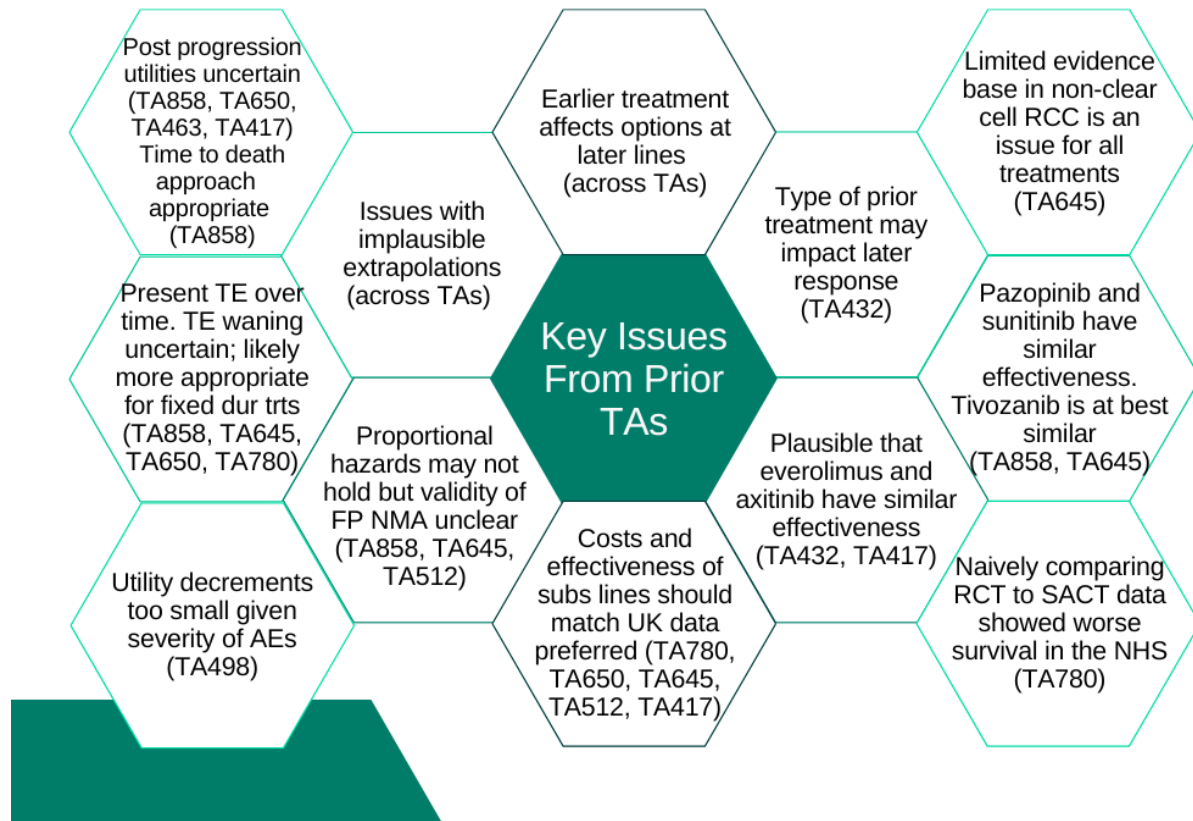 Post progression
utilities uncertain
(TA858, TA650,
TA463, TA417)
Time to death
approach
appropriate
(TA858)
Earlier treatment
affects options at
later lines
(across TAs)
Limited evidence
base in non-clear
cell RCC is an
issue for all
treatments
(TA645)
Issues with
implausible
extrapolations
(across TAs)
Type of prior
treatment may
impact later
response
(TA432)
Present TE over
time. TE waning
uncertain; likely
more appropriate
for fixed dur trts
(TA858, TA645,
TA650, TA780)
Key Issues
From Prior
TAs
Pazopinib and
sunitinib have
similar
effectiveness.
Tivozanib is at best
similar
(TA858, TA645)
Proportional
hazards may not
hold but validity of
FP NMA unclear
(TA858, TA645,
TA512)
Plausible that
everolimus and
axitinib have similar
effectiveness
(TA432, TA417)
Utility decrements
too small given
severity of AEs
(TA498)
Costs and
effectiveness of
subs lines should
match UK data
preferred (TA780,
TA650, TA645,
TA512, TA417)
Naively comparing
RCT to SACT data
showed worse
survival in the NHS
(TA780)